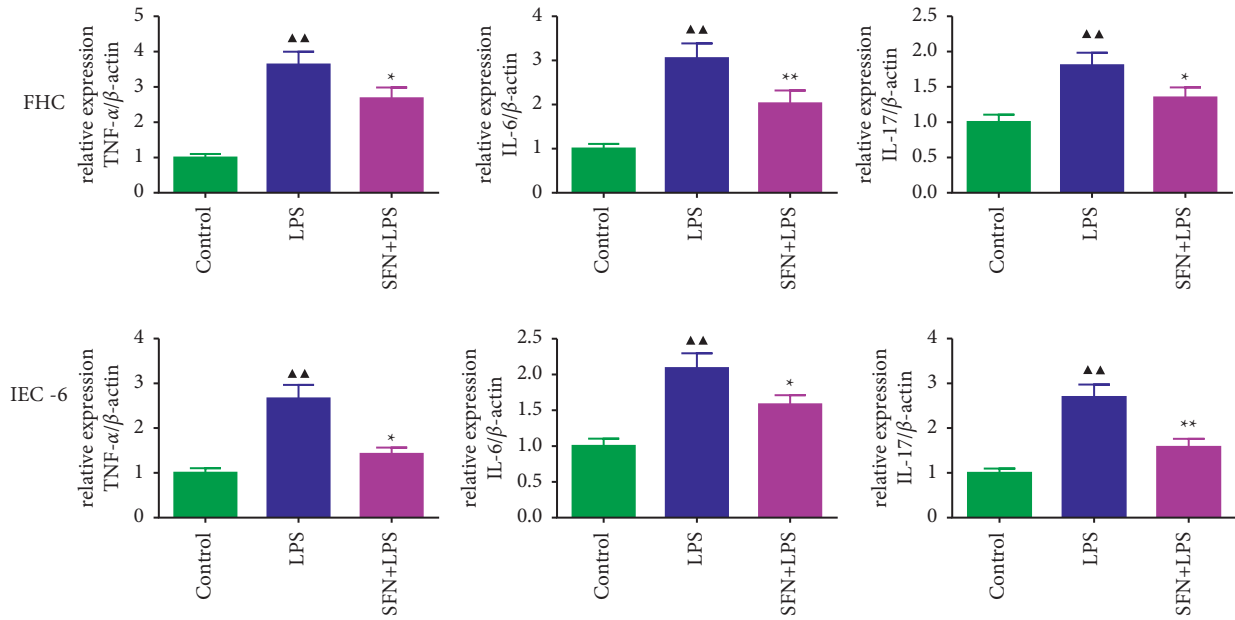 FHC
relative expression
TNF-α/β-actin
5
4
3
2
1
0
▲▲
*
Control
LPS
SFN+LPS
relative expression
IL-6/β-actin
4
3
2
1
0
▲▲
**
Control
LPS
SFN+LPS
relative expression
IL-17/β-actin
2.5
2.0
1.5
1.0
0.5
0.0
▲▲
*
Control
LPS
SFN+LPS
IEC -6
relative expression
TNF-α/β-actin
4
3
2
1
0
▲▲
*
Control
LPS
SFN+LPS
relative expression
IL-6/β-actin
2.5
2.0
1.5
1.0
0.5
0.0
▲▲
*
Control
LPS
SFN+LPS
relative expression
IL-17/β-actin
4
3
2
1
0
▲▲
**
Control
LPS
SFN+LPS